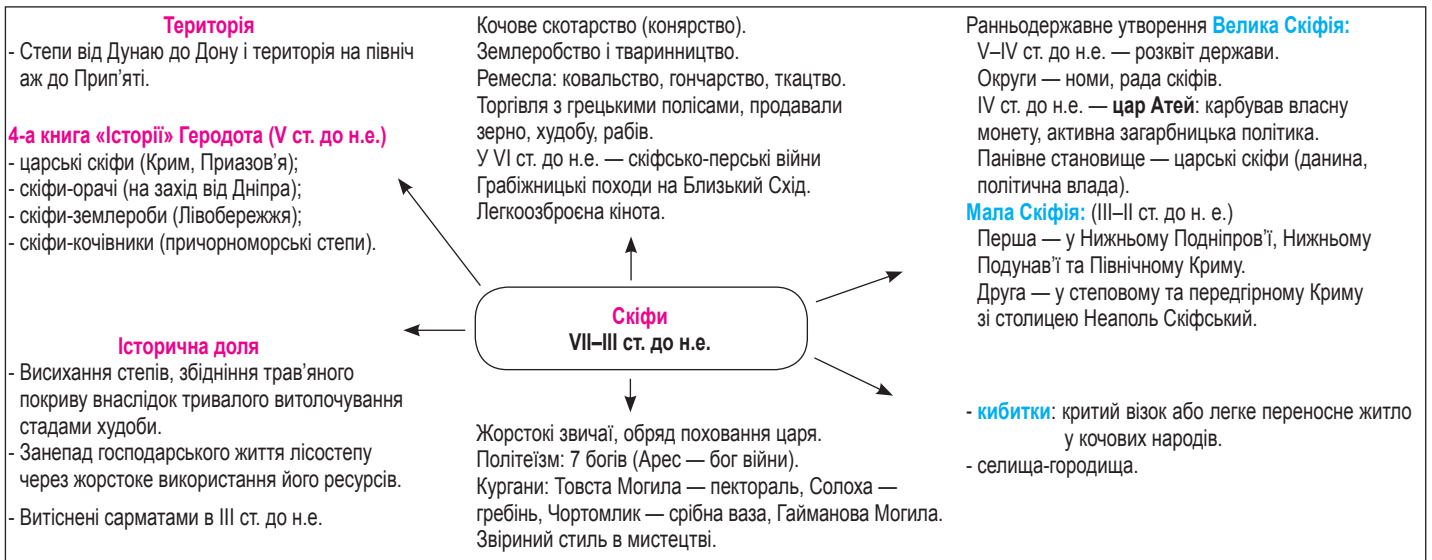 Територія
- Степи від Дунаю до Дону і територія на північ
аж до Прип’яті.
4-а книга «Історії» Геродота (V ст. до н.е.)
- царські скіфи (Крим, Приазов’я);
- скіфи-орачі (на захід від Дніпра);
- скіфи-землероби (Лівобережжя);
- скіфи-кочівники (причорноморські степи).
Історична доля
- Висихання степів, збідніння трав’яного
покриву внаслідок тривалого витолочування
стадами худоби.
- Занепад господарського життя лісостепу
через жорстоке використання його ресурсів.
- Витіснені сарматами в III ст. до н.е.
Кочове скотарство (конярство).
Землеробство і тваринництво.
Ремесла: ковальство, гончарство, ткацтво.
Торгівля з грецькими полісами, продавали
зерно, худобу, рабів.
У VI ст. до н.е. — скіфсько-перські війни
Грабіжницькі походи на Близький Схід.
Легкоозброєна кінота.
Скіфи
VII–III ст. до н.е.
Жорстокі звичаї, обряд поховання царя.
Політеїзм: 7 богів (Арес — бог війни).
Кургани: Товста Могила — пектораль, Солоха —
гребінь, Чортомлик — срібна ваза, Гайманова Могила.
Звіриний стиль в мистецтві.
Ранньодержавне утворення Велика Скіфія:
V–IV ст. до н.е. — розквіт держави.
Округи — номи, рада скіфів.
IV ст. до н.е. — цар Атей: карбував власну
монету, активна загарбницька політика.
Панівне становище — царські скіфи (данина,
політична влада).
Мала Скіфія: (III–II ст. до н. е.)
Перша — у Нижньому Подніпров’ї, Нижньому
Подунав’ї та Північному Криму.
Друга — у степовому та передгірному Криму
зі столицею Неаполь Скіфський.
- кибитки: критий візок або легке переносне житло
у кочових народів.
- селища-городища.